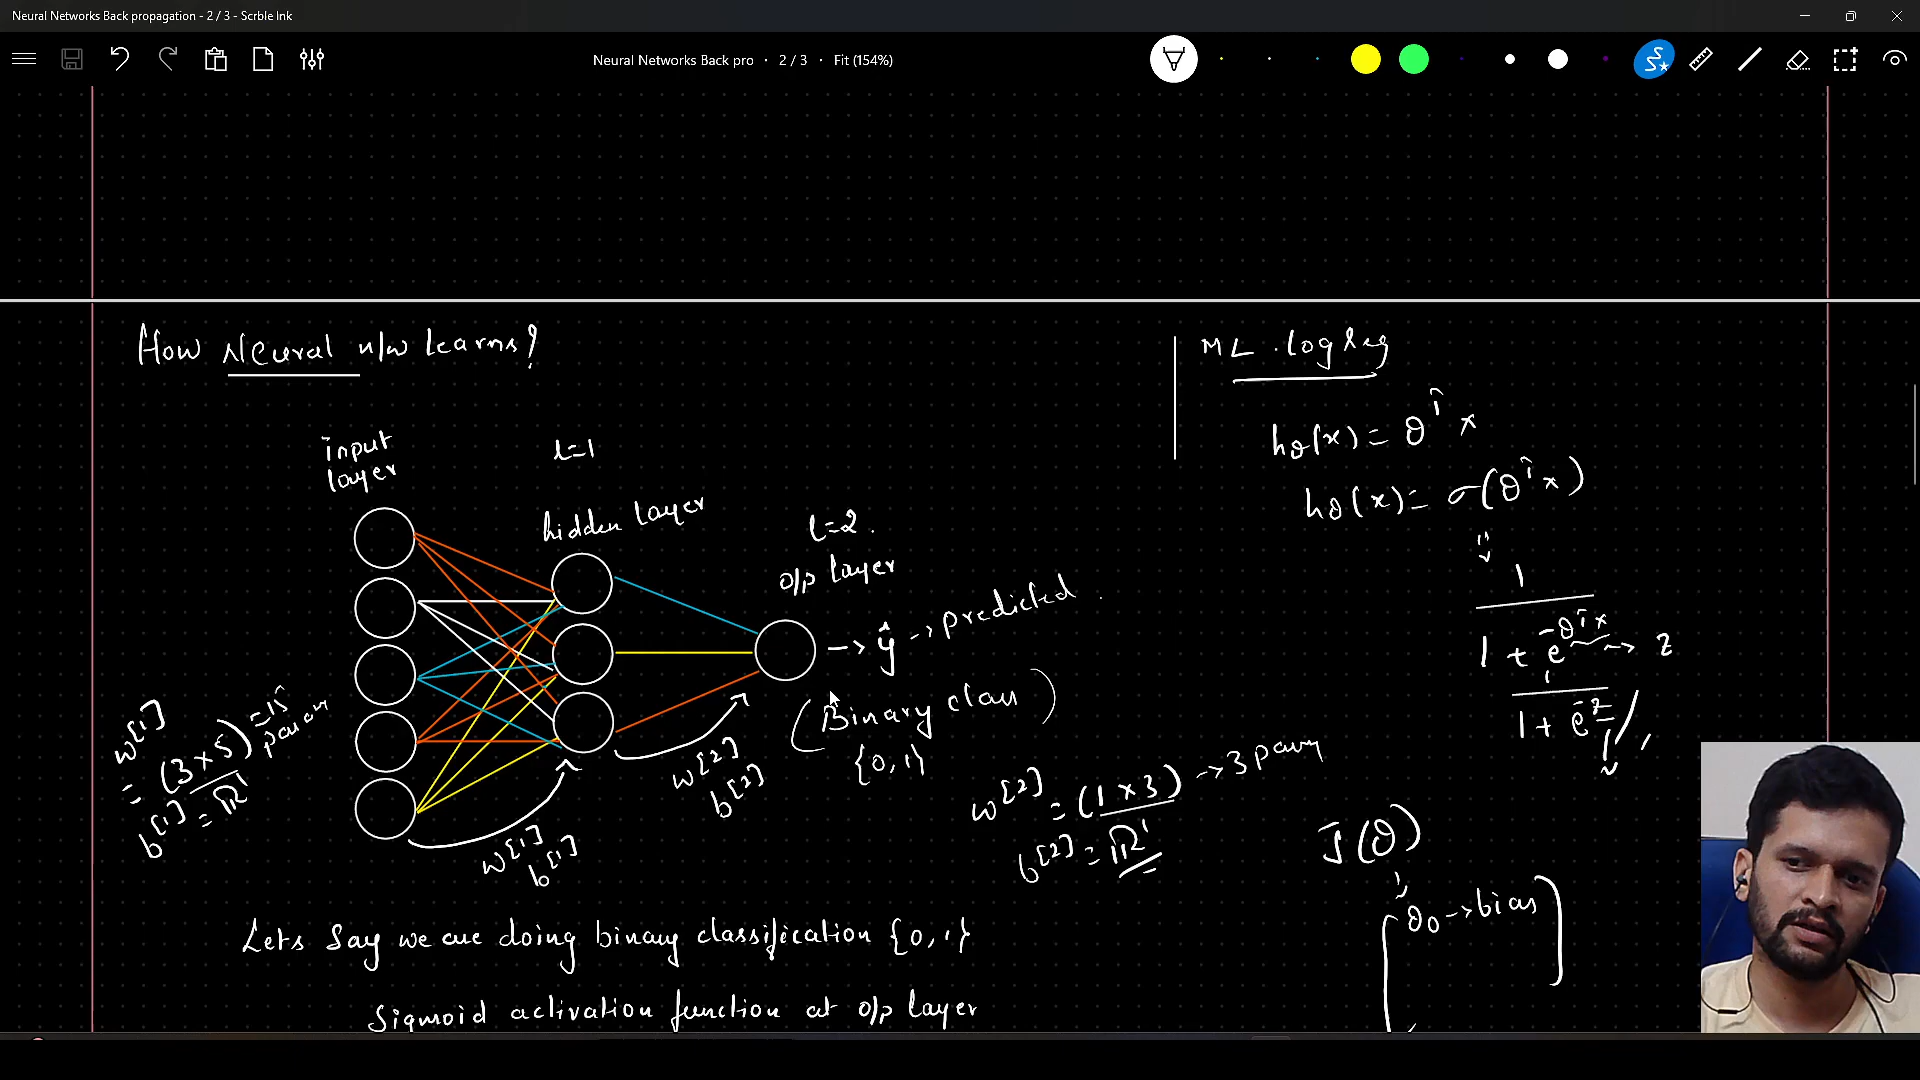 Neural Networks Back propagation - 2 / 3 - Scrble Ink
Neural Networks Back pro · 2 / 3 · Fit (154%)
How Neural n/w Learns?
input layer
l=1
hidden layer
l=2.
o/p layer
→ ŷ → predicted.
(Binary class)
{0,1}
w[1]
= (3×5) = 15
b[1] = ℝ¹
w[1]
b[1]
w[2]
b[2]
w[2] = (1×3) → 3
b[2] = ℝ¹
Lets Say we are doing binary classification {0,1}
Sigmoid activation function at o/p layer
ML. log Reg
hθ(x) = θᵀx
hθ(x) = σ(θᵀx)
1
1 + e^-θᵀx → z
1
1 + e^-z
J(θ)
θ0 → bias